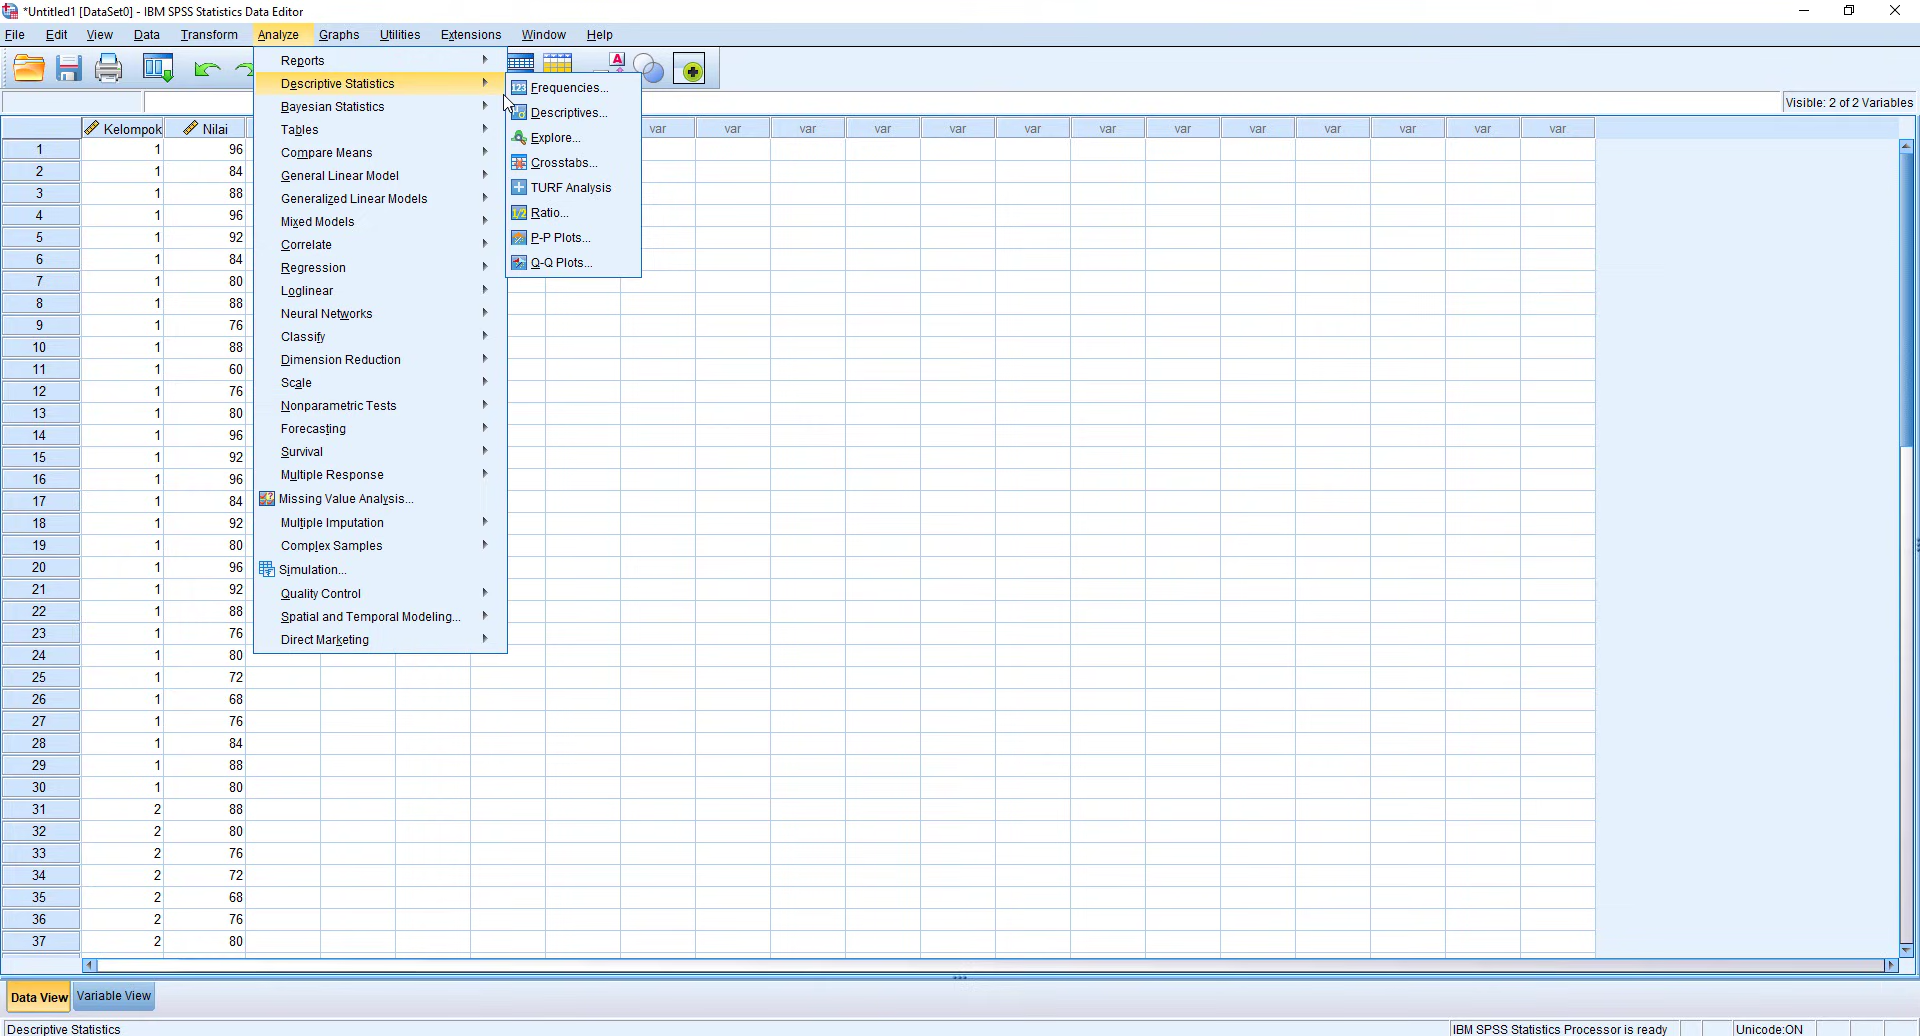 *Untitled1 [DataSet0] - IBM SPSS Statistics Data Editor
File Edit View Data Transform Analyze Graphs Utilities Extensions Window Help
Visible: 2 of 2 Variables
Reports
Descriptive Statistics
Bayesian Statistics
Tables
Compare Means
General Linear Model
Generalized Linear Models
Mixed Models
Correlate
Regression
Loglinear
Neural Networks
Classify
Dimension Reduction
Scale
Nonparametric Tests
Forecasting
Survival
Multiple Response
Missing Value Analysis...
Multiple Imputation
Complex Samples
Simulation...
Quality Control
Spatial and Temporal Modeling...
Direct Marketing
Frequencies...
Descriptives...
Explore...
Crosstabs...
TURF Analysis
Ratio...
P-P Plots...
Q-Q Plots...
Kelompok Nilai var var var var var var var var var var var var var
1 1 96
2 1 84
3 1 88
4 1 96
5 1 92
6 1 84
7 1 80
8 1 88
9 1 76
10 1 88
11 1 60
12 1 76
13 1 80
14 1 96
15 1 92
16 1 96
17 1 84
18 1 92
19 1 80
20 1 96
21 1 92
22 1 88
23 1 76
24 1 80
25 1 72
26 1 68
27 1 76
28 1 84
29 1 88
30 1 80
31 2 88
32 2 80
33 2 76
34 2 72
35 2 68
36 2 76
37 2 80
Data View Variable View
Descriptive Statistics IBM SPSS Statistics Processor is ready Unicode:ON